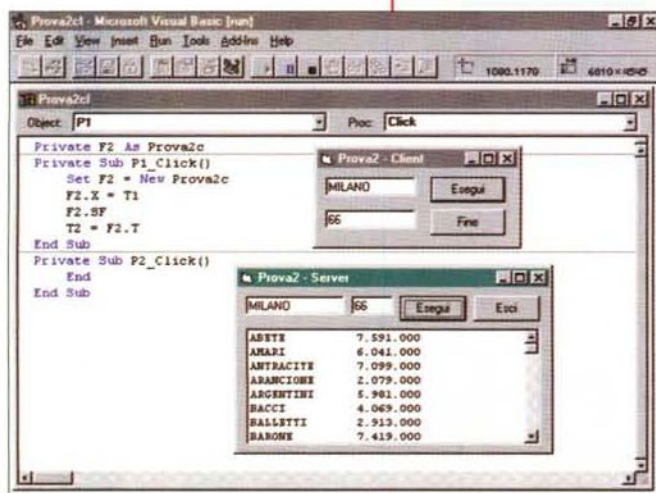 Prova2cl - Microsoft Visual Basic [run]
File Edit View Insert Run Tools Add-Ins Help
1080,1170 6810×4545
Prova2cl
Object: P1 Proc: Click
Private F2 As Prova2c
Private Sub P1_Click()
Set F2 = New Prova2c
F2.X = T1
F2.SF
T2 = F2.T
End Sub
Private Sub P2_Click()
End
End Sub
Prova2 - Client
MILANO Esegui
66 Fine
Prova2 - Server
MILANO 66 Esegui Esci
ABETE 7.591.000
AMARI 6.041.000
ANTRACITE 7.099.000
ARANCIONE 2.079.000
ARGENTINI 5.981.000
BACCI 4.069.000
BALLETTI 2.913.000
BARONE 7.419.000